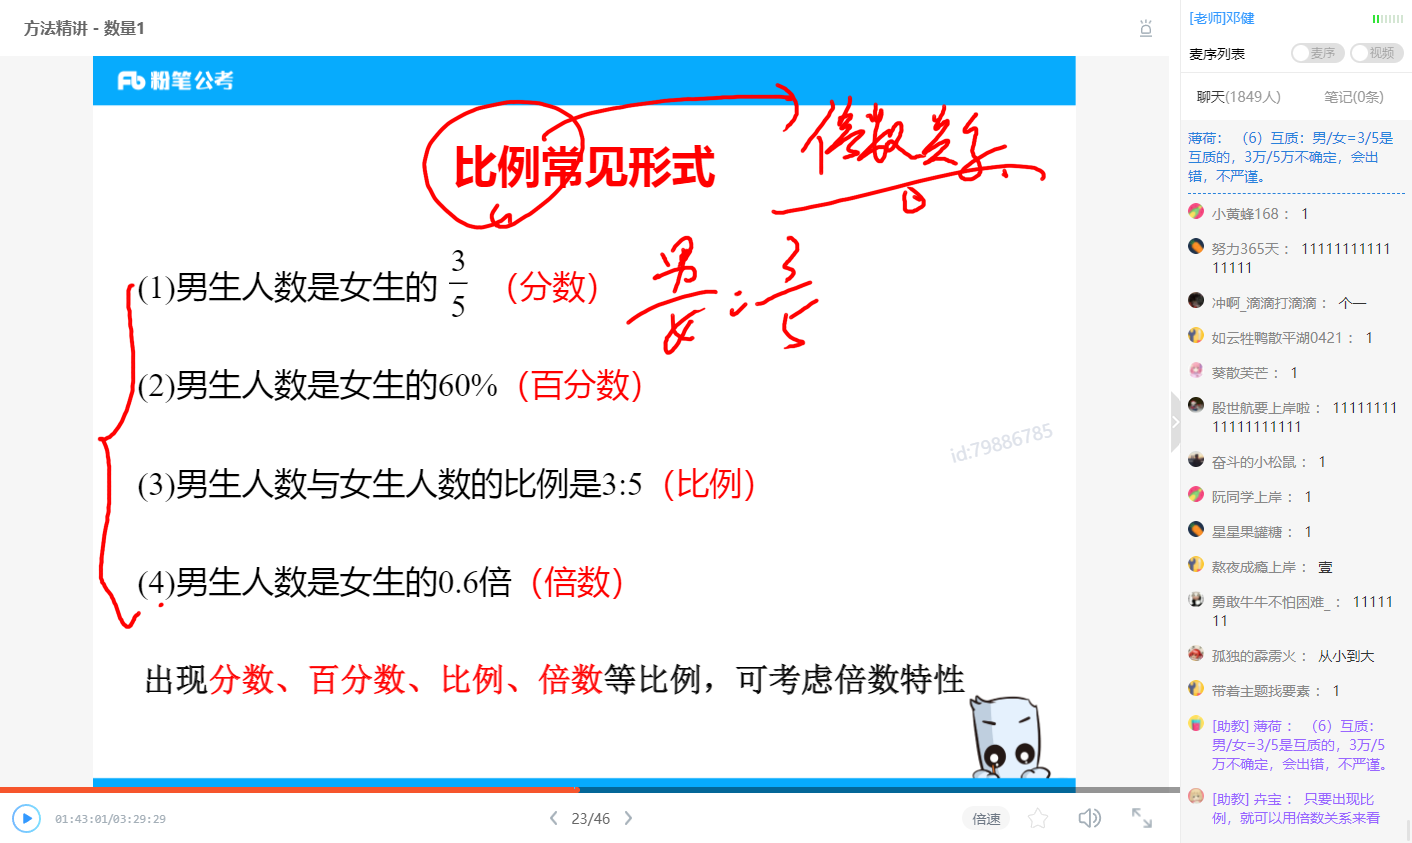 方法精讲 - 数量1
粉笔公考
比例常见形式
倍数关系
(1)男生人数是女生的 3/5 （分数）
男/女 = 3/5
(2)男生人数是女生的60%（百分数）
(3)男生人数与女生人数的比例是3:5（比例）
(4)男生人数是女生的0.6倍（倍数）
出现分数、百分数、比例、倍数等比例，可考虑倍数特性
id:79886785
01:43:01/03:29:29
23/46
倍速
[老师]邓健
麦序列表
麦序
视频
聊天(1849人)
笔记(0条)
薄荷： （6）互质：男/女=3/5是
互质的，3万/5万不确定，会出
错，不严谨。
小黄蜂168： 1
努力365天： 11111111111
11111
冲啊_滴滴打滴滴： 个一
如云牲鸭散平湖0421： 1
葵散芙芒： 1
殷世航要上岸啦： 11111111
11111111111
奋斗的小松鼠： 1
阮同学上岸： 1
星星果罐糖： 1
熬夜成瘾上岸： 壹
勇敢牛牛不怕困难_： 11111
11
孤独的霹雳火： 从小到大
带着主题找要素： 1
[助教] 薄荷： （6）互质：
男/女=3/5是互质的，3万/5
万不确定，会出错，不严谨。
[助教] 卉宝： 只要出现比
例，就可以用倍数关系来看